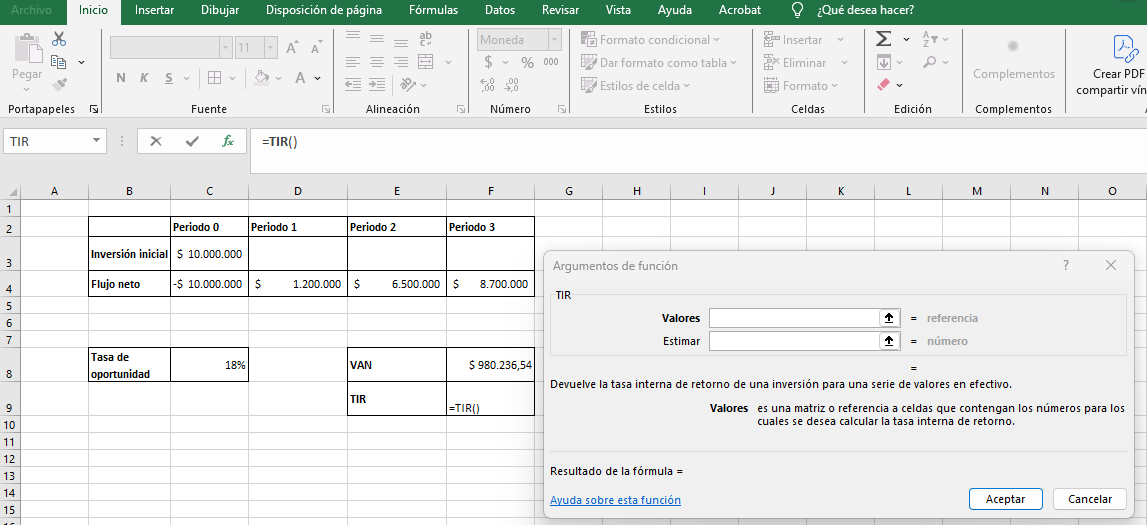 Archivo Inicio Insertar Dibujar Disposición de página Fórmulas Datos Revisar Vista Ayuda Acrobat ¿Qué desea hacer?
Pegar
Portapapeles
11
N K S
A
Fuente
ab
Alineación
Moneda
$ % 000
Número
Formato condicional
Dar formato como tabla
Estilos de celda
Estilos
Insertar
Eliminar
Formato
Celdas
Σ
Edición
Complementos
Complementos
Crear PDF
compartir vín
TIR
fx
=TIR()
A B C D E F G H I J K L M N O
1
2 Periodo 0 Periodo 1 Periodo 2 Periodo 3
3 Inversión inicial $ 10.000.000
4 Flujo neto -$ 10.000.000 $ 1.200.000 $ 6.500.000 $ 8.700.000
5
6
7
8 Tasa de
oportunidad 18% VAN $ 980.236,54
9 TIR =TIR()
10
11
12
13
14
15
Argumentos de función ?
TIR
Valores = referencia
Estimar = número
=
Devuelve la tasa interna de retorno de una inversión para una serie de valores en efectivo.
Valores es una matriz o referencia a celdas que contengan los números para los
cuales se desea calcular la tasa interna de retorno.
Resultado de la fórmula =
Ayuda sobre esta función
Aceptar Cancelar